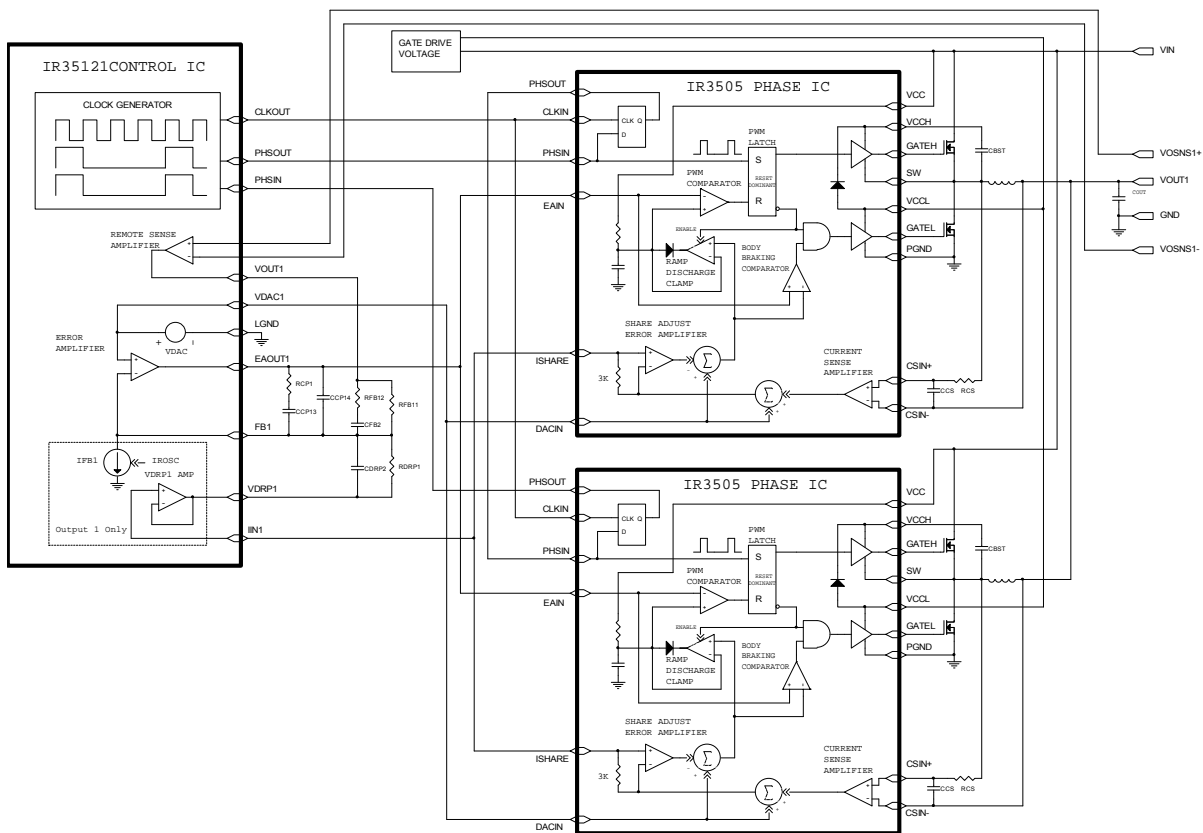 IR35121CONTROL IC
CLOCK GENERATOR
CLKOUT
PHSOUT
PHSIN
REMOTE SENSE
AMPLIFIER
+
-
VOUT1
VDAC1
LGND
+
VDAC
-
ERROR
AMPLIFIER
+
-
EAOUT1
RCP1
CCP13
CCP14
RFB12
RFB11
CFB2
FB1
IFB1
IROSC
VDRP1 AMP
+
-
CDRP2
RDRP1
VDRP1
Output 1 Only
IIN1
GATE DRIVE
VOLTAGE
VIN
VOSNS1+
VOUT1
COUT
GND
VOSNS1-
IR3505 PHASE IC
PHSOUT
CLKIN
PHSIN
EAIN
ISHARE
DACIN
CLK Q
D
PWM
LATCH
S
RESET
DOMINANT
R
PWM
COMPARATOR
-
+
ENABLE
+
-
RAMP
DISCHARGE
CLAMP
BODY
BRAKING
COMPARATOR
+
-
SHARE ADJUST
ERROR AMPLIFIER
3K
+
-
Σ
-
+
Σ
+
+
CURRENT
SENSE
AMPLIFIER
+
-
VCC
VCCH
GATEH
CBST
SW
VCCL
GATEL
PGND
CSIN+
CCS
RCS
CSIN-
IR3505 PHASE IC
PHSOUT
CLKIN
PHSIN
EAIN
ISHARE
DACIN
CLK Q
D
PWM
LATCH
S
RESET
DOMINANT
R
PWM
COMPARATOR
-
+
ENABLE
+
-
RAMP
DISCHARGE
CLAMP
BODY
BRAKING
COMPARATOR
+
-
SHARE ADJUST
ERROR AMPLIFIER
3K
+
-
Σ
-
+
Σ
+
+
CURRENT
SENSE
AMPLIFIER
+
-
VCC
VCCH
GATEH
CBST
SW
VCCL
GATEL
PGND
CSIN+
CCS
RCS
CSIN-